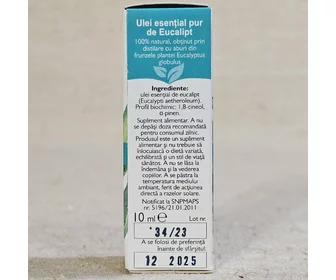 Ulei esențial pur
de Eucalipt
100% natural, obținut prin
distilare cu aburi din
frunzele plantei Eucalyptus
globulus
Ingrediente:
ulei esențial de eucalipt
(Eucalypti aetheroleum).
Profil biochimic: 1,8-cineol,
α-pinen.
Supliment alimentar. A nu
se depăși doza recomandată
pentru consumul zilnic.
Produsul este un supliment
alimentar și nu trebuie să
înlocuiască o dietă variată,
echilibrată și un stil de viață
sănătos. A nu se lăsa la
îndemâna și la vederea
copiilor. A se păstra la
temperatura mediului
ambiant, ferit de acțiunea
directă a razelor solare.
Notificat la SNPMAPS
nr. 5196/21.01.2011
10 ml e Lot nr.
34/23
A se folosi de preferință
înainte de sfârșitul
12 2025